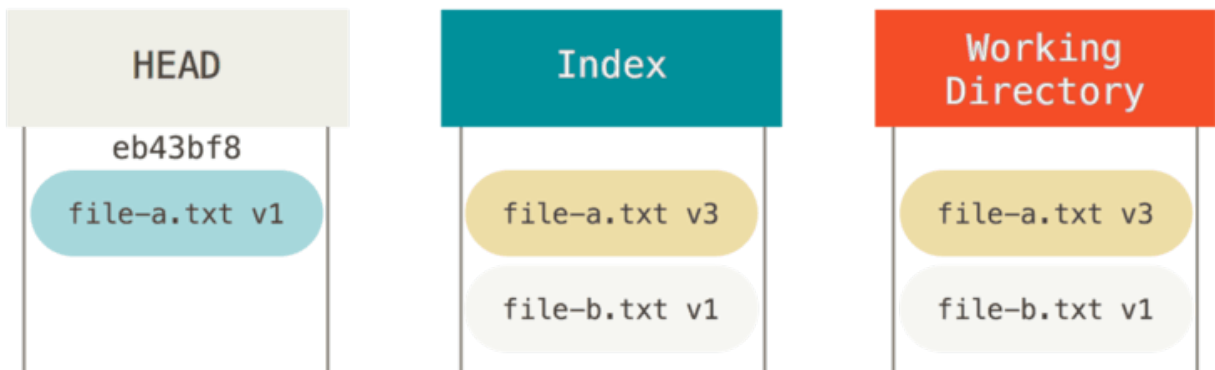 HEAD
Index
Working
Directory
eb43bf8
file-a.txt v1
file-a.txt v3
file-a.txt v3
file-b.txt v1
file-b.txt v1